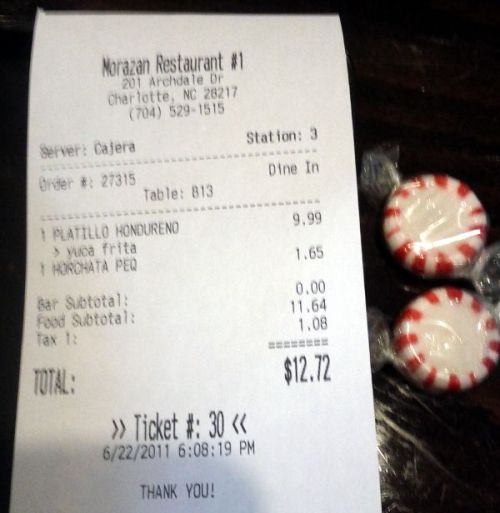 Morazan Restaurant #1
201 Archdale Dr
Charlotte, NC 28217
(704) 529-1515
Server: Cajera Station: 3
Order #: 27315 Dine In
Table: B13
1 PLATILLO HONDURENO 9.99
> yuca frita
1 HORCHATA PEQ 1.65
Bar Subtotal: 0.00
Food Subtotal: 11.64
Tax 1: 1.08
========
TOTAL: $12.72
>> Ticket #: 30 <<
6/22/2011 6:08:19 PM
THANK YOU!